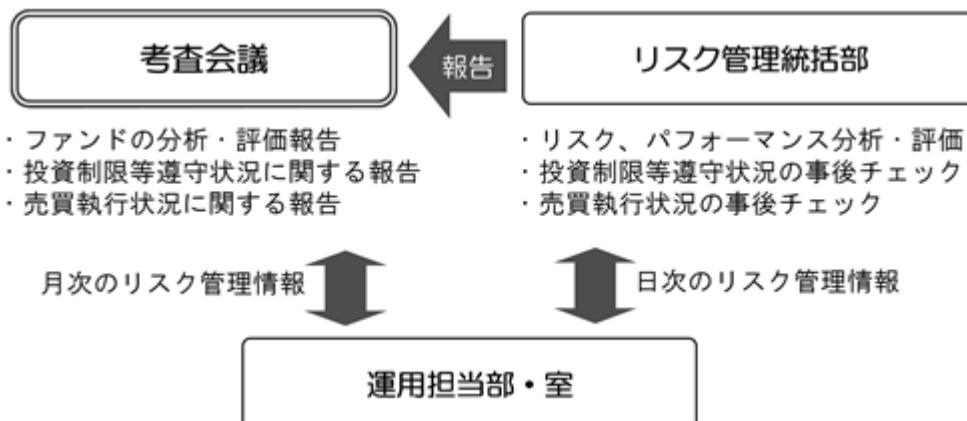 考査会議
報告
リスク管理統括部
・ファンドの分析・評価報告
・投資制限等遵守状況に関する報告
・売買執行状況に関する報告
・リスク、パフォーマンス分析・評価
・投資制限等遵守状況の事後チェック
・売買執行状況の事後チェック
月次のリスク管理情報
日次のリスク管理情報
運用担当部・室